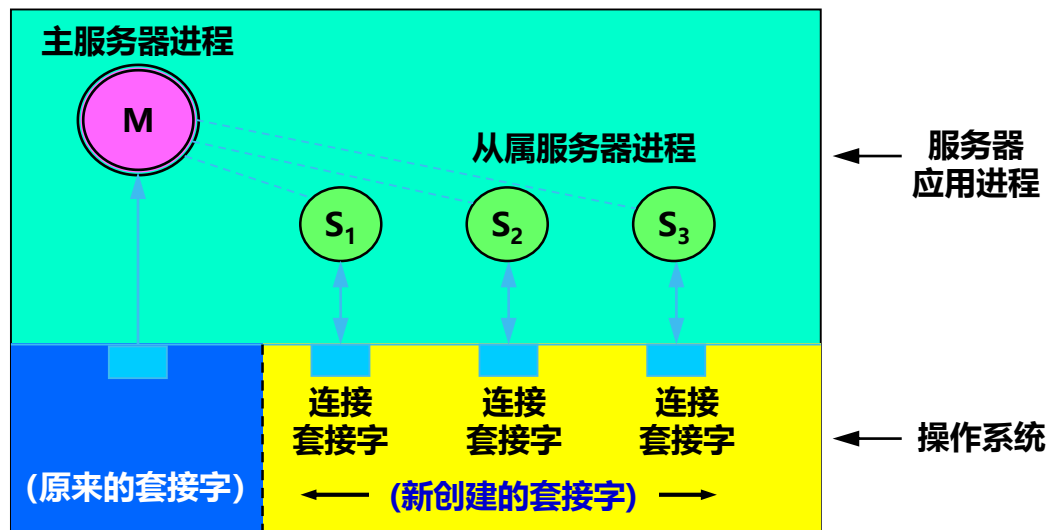 主服务器进程
M
从属服务器进程
服务器
应用进程
S₁
S₂
S₃
连接
套接字
连接
套接字
连接
套接字
操作系统
(原来的套接字)
(新创建的套接字)